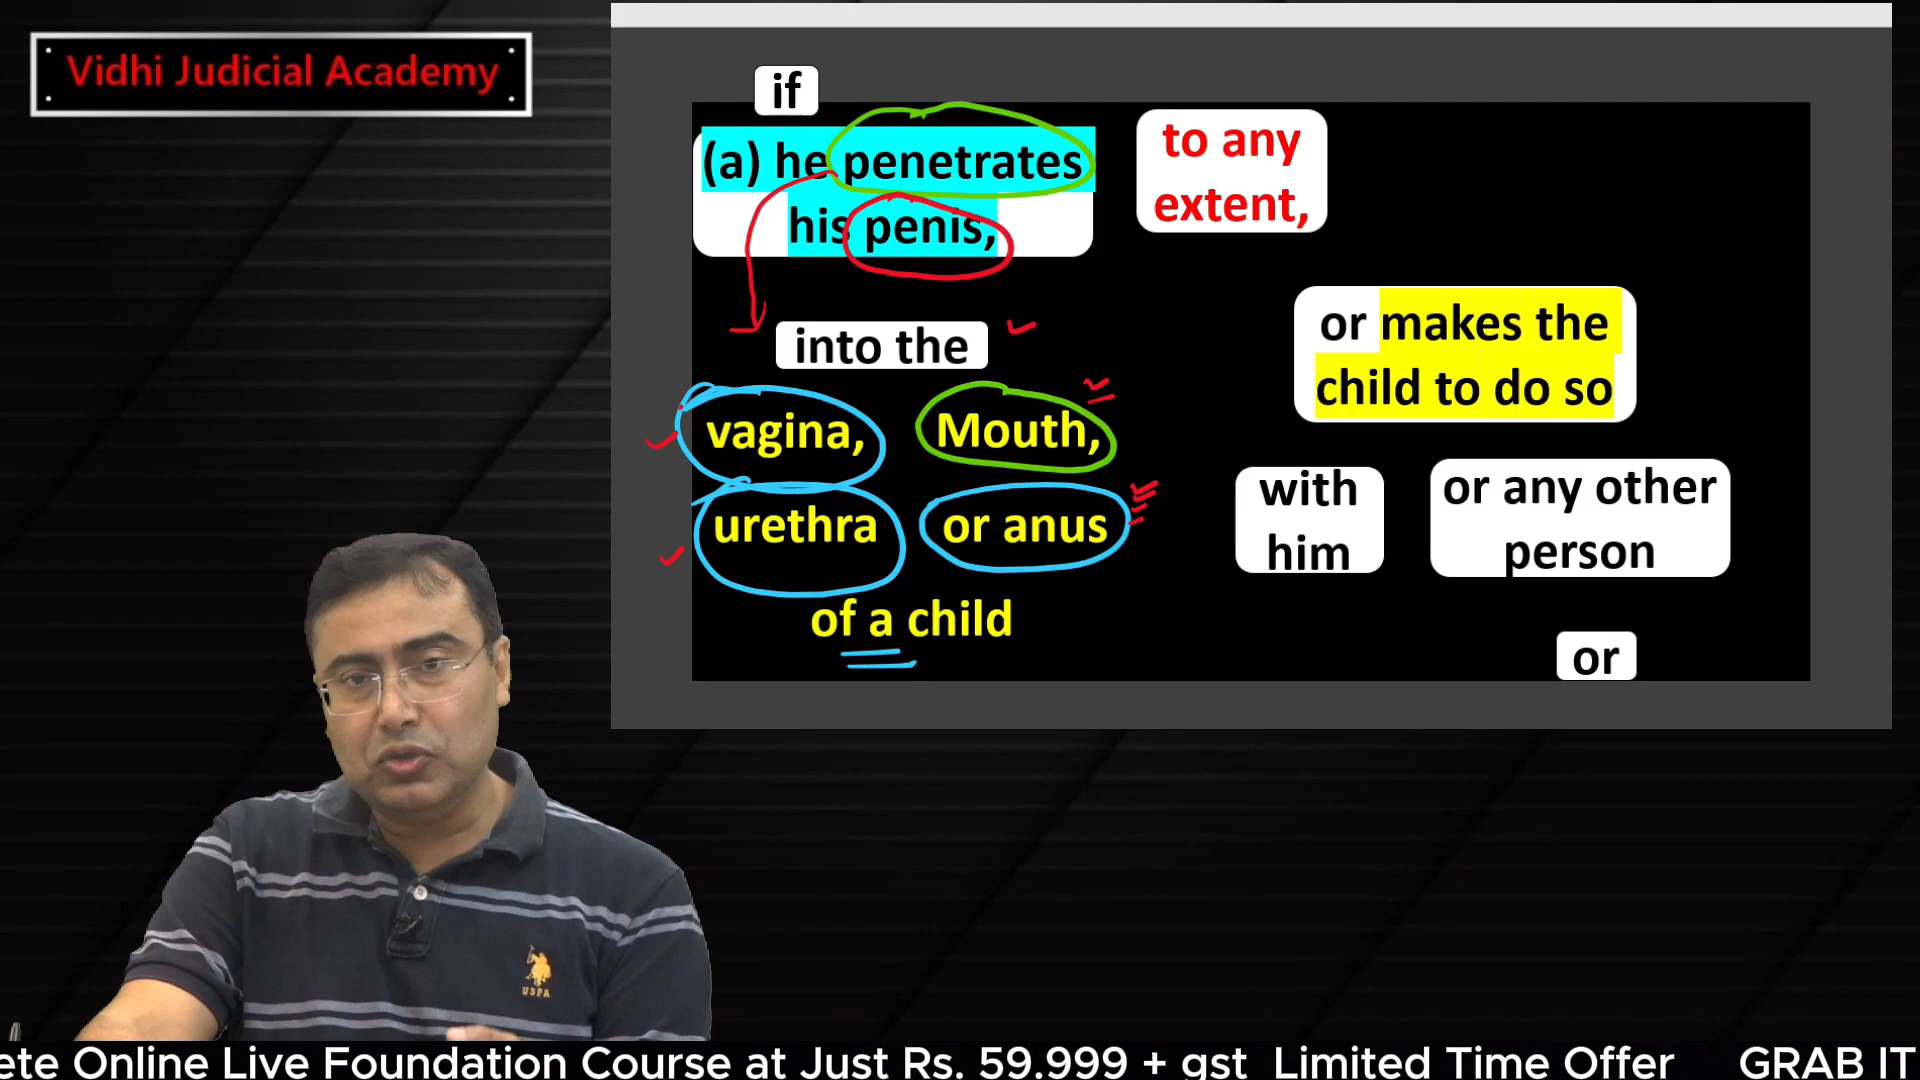 Vidhi Judicial Academy
if
(a) he penetrates
his penis,
to any
extent,
into the
vagina,
Mouth,
urethra
or anus
of a child
or makes the
child to do so
with
him
or any other
person
or
USPA
ete Online Live Foundation Course at Just Rs. 59.999 + gst Limited Time Offer GRAB IT